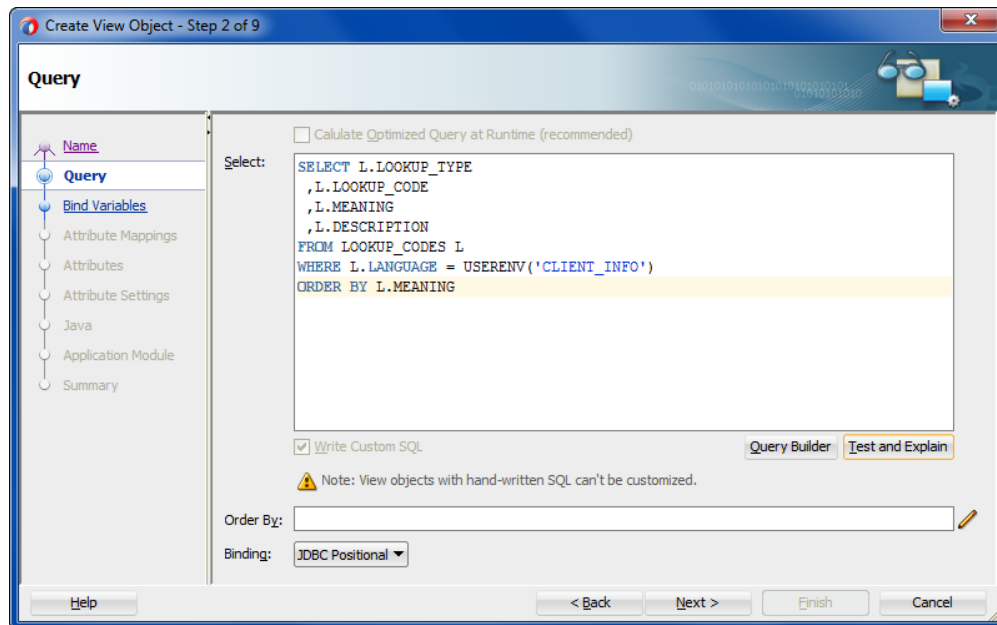 Create View Object - Step 2 of 9
Query
Name
Query
Bind Variables
Attribute Mappings
Attributes
Attribute Settings
Java
Application Module
Summary
Calulate Optimized Query at Runtime (recommended)
Select:
SELECT L.LOOKUP_TYPE
,L.LOOKUP_CODE
,L.MEANING
,L.DESCRIPTION
FROM LOOKUP_CODES L
WHERE L.LANGUAGE = USERENV('CLIENT_INFO')
ORDER BY L.MEANING
Write Custom SQL
Query Builder Test and Explain
Note: View objects with hand-written SQL can't be customized.
Order By:
Binding: JDBC Positional
Help < Back Next > Finish Cancel